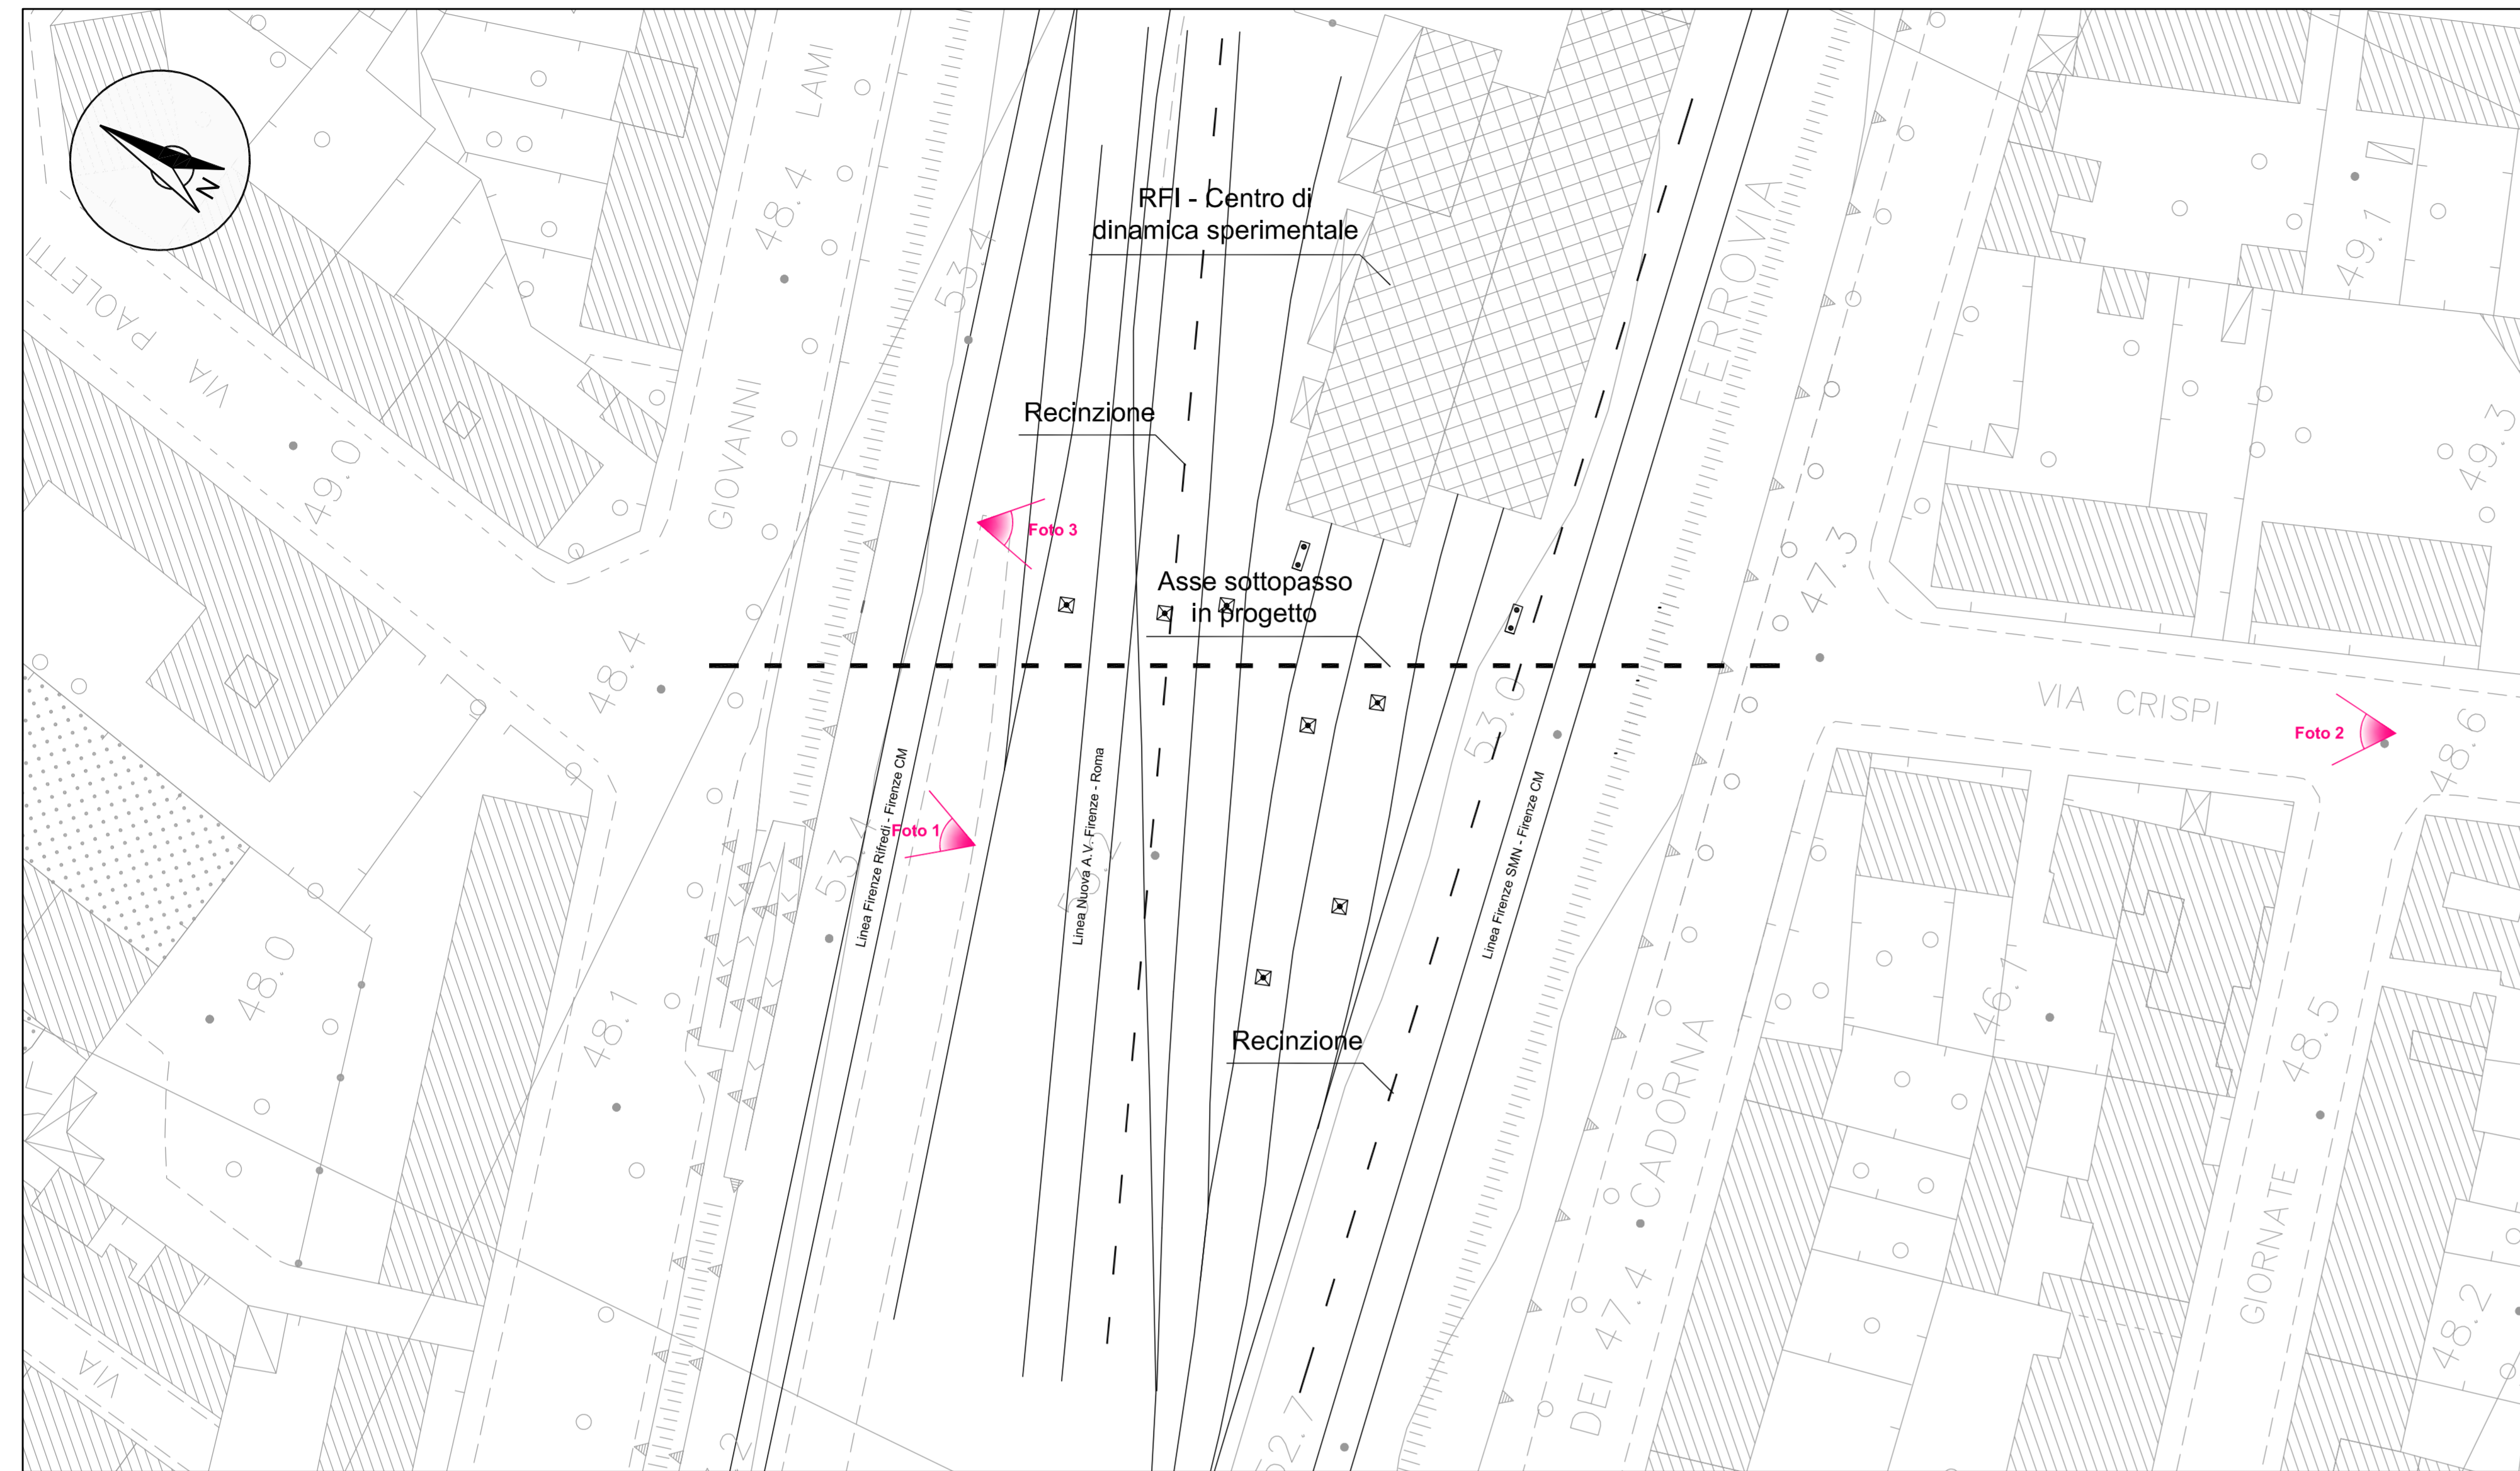 N
VIA PAOLETTI
GIOVANNI LAMI
48.4
53.4
49.0
48.4
RFI - Centro di
dinamica sperimentale
Recinzione
Foto 3
Asse sottopasso
in progetto
FERROVIA
49.1
49.3
47.3
53.0
VIA CRISPI
Foto 2
48.6
Foto 1
Linea Firenze Rifredi - Firenze CM
Linea Nuova A.V. Firenze - Roma
Linea Firenze SMN - Firenze CM
53.4
48.0
48.1
Recinzione
46.1
48.5
CADORNA
DEI 47.4
GIORNATE
48.2
52.7
VIA